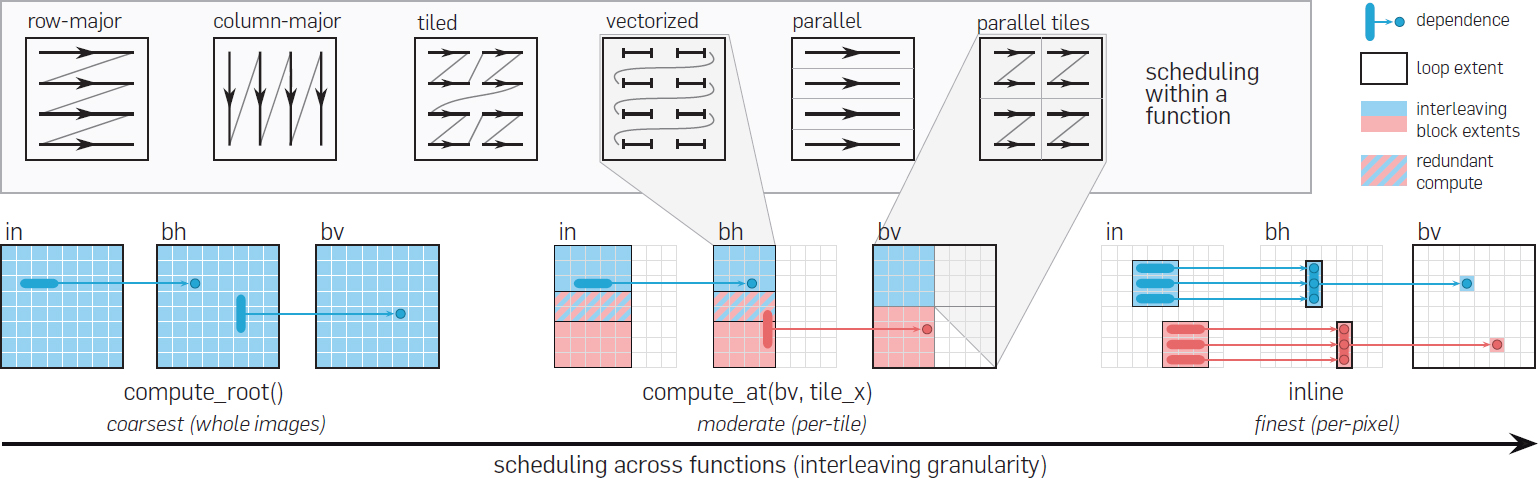 row-major
column-major
tiled
vectorized
parallel
parallel tiles
scheduling
within a
function
dependence
loop extent
interleaving
block extents
redundant
compute
in
bh
bv
in
bh
bv
in
bh
bv
compute_root()
compute_at(bv, tile_x)
inline
coarsest (whole images)
moderate (per-tile)
finest (per-pixel)
scheduling across functions (interleaving granularity)